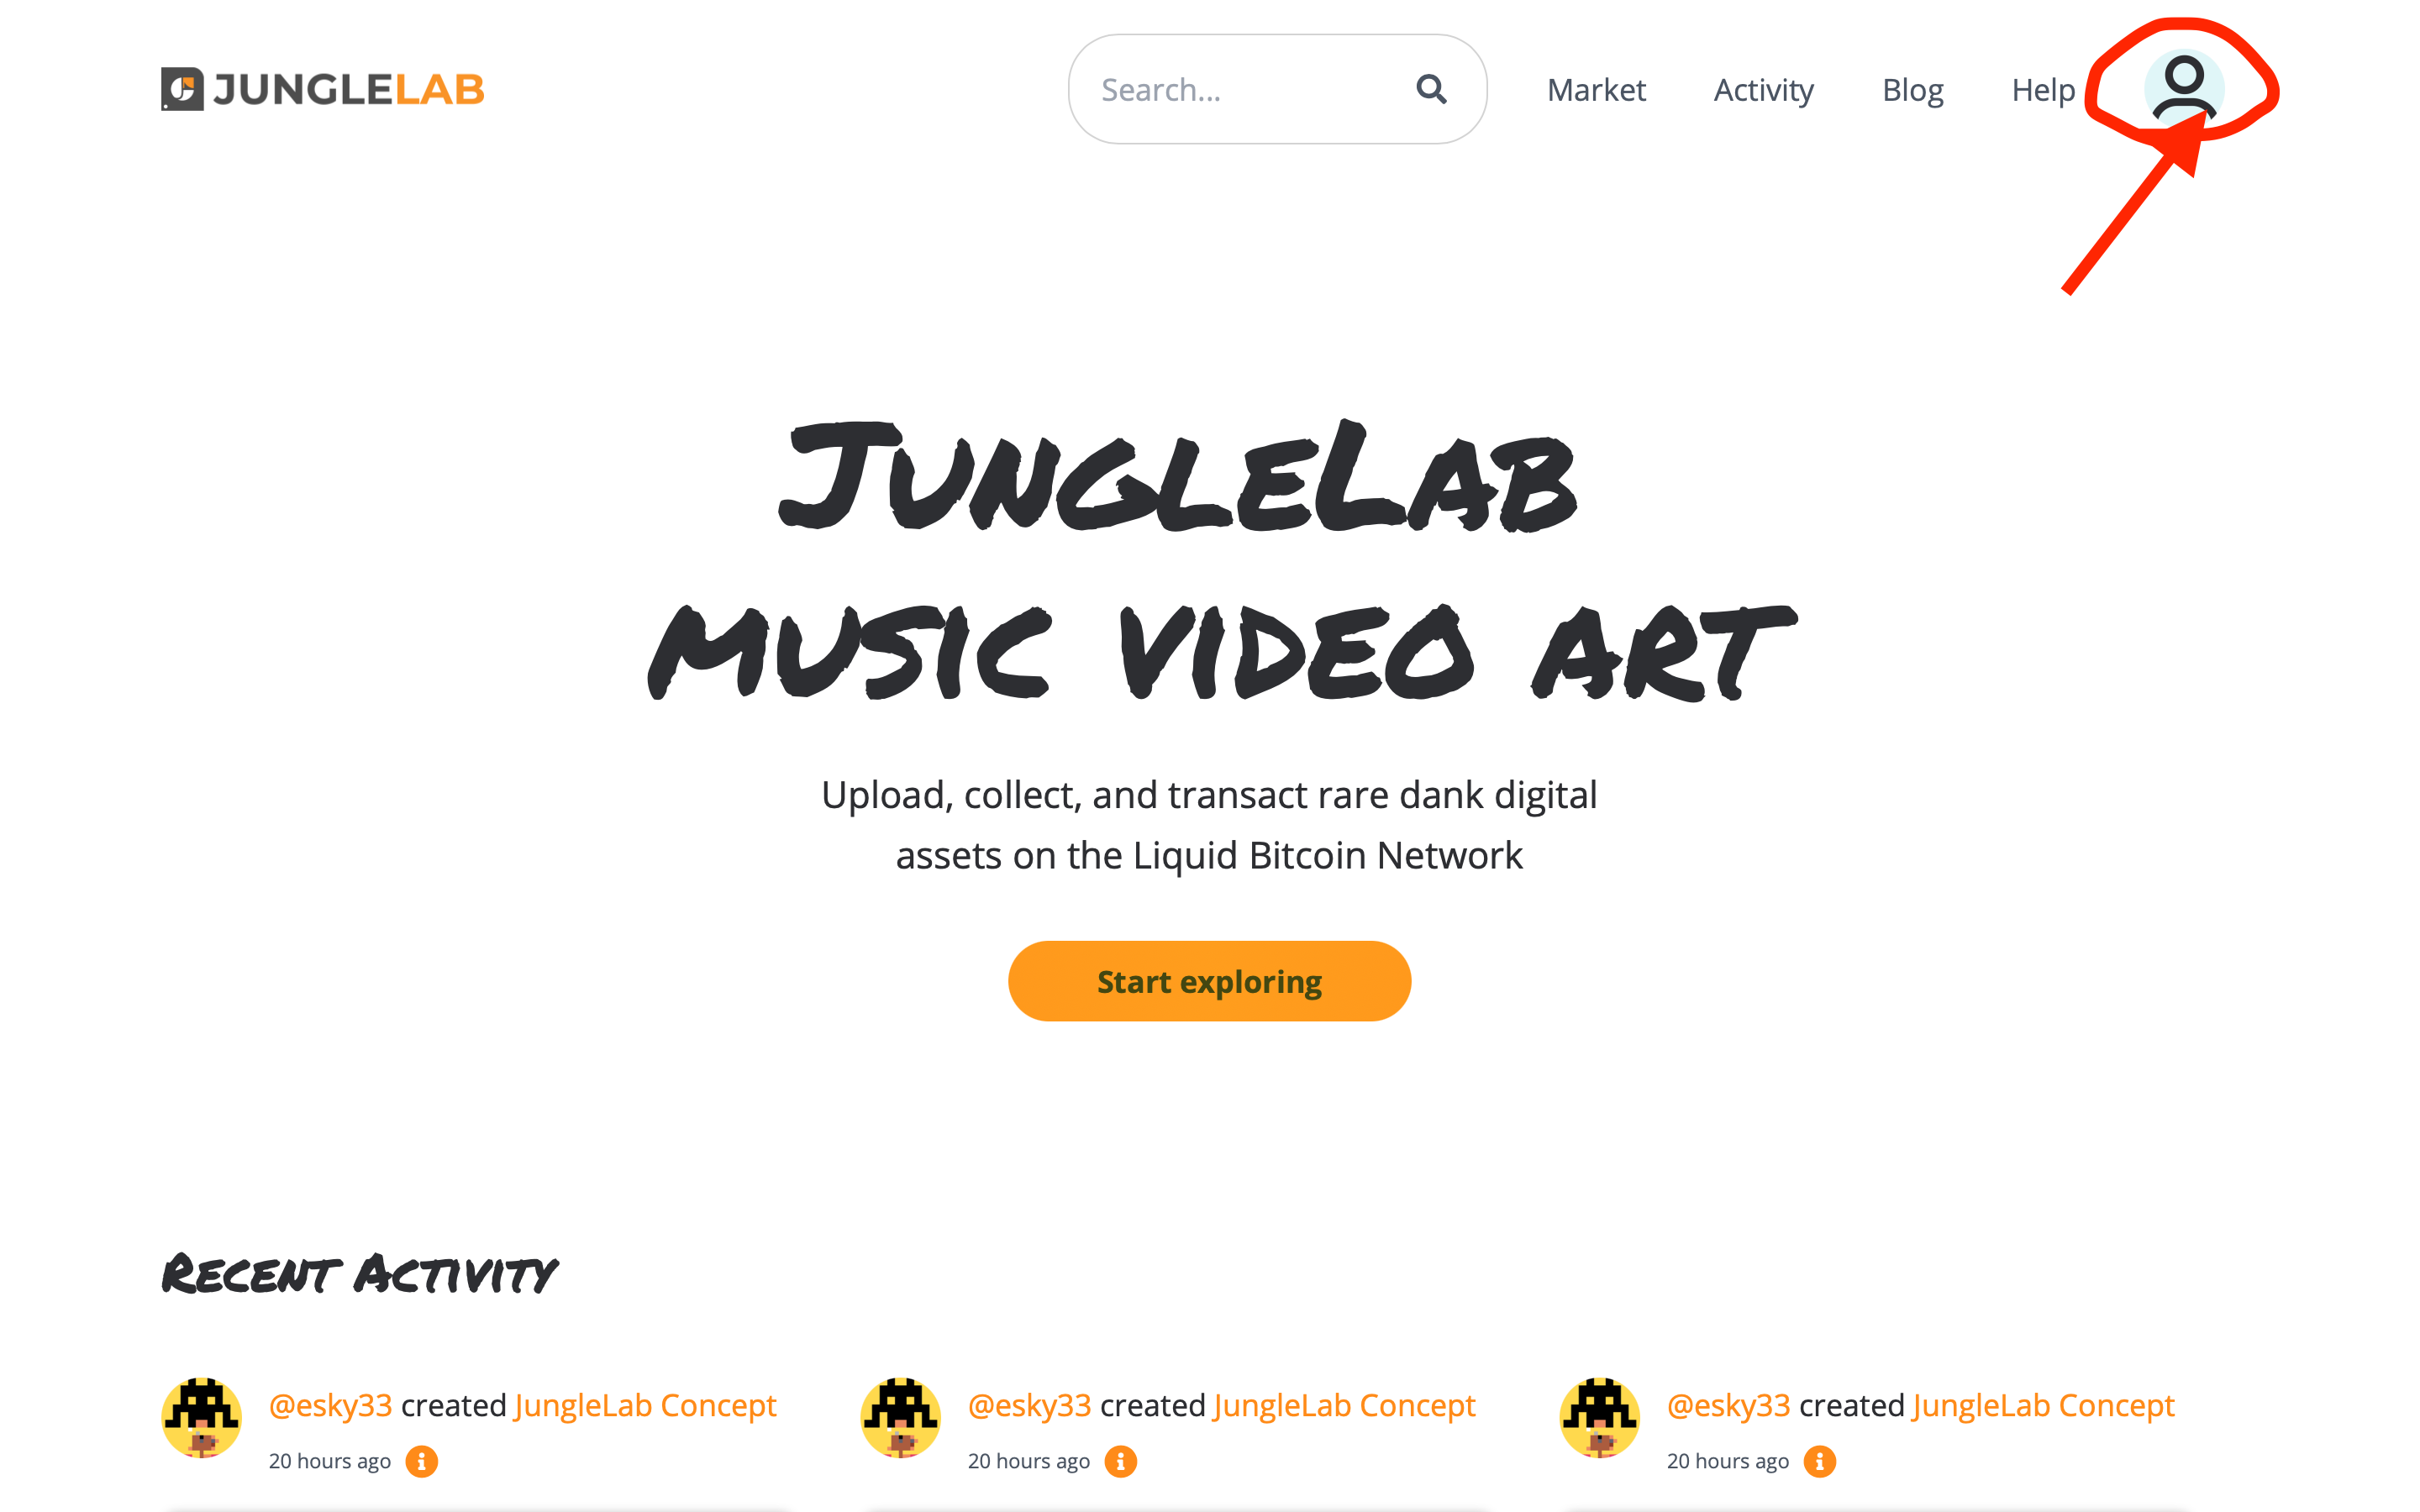 JUNGLELAB
Search...
Market
Activity
Blog
Help
JungleLab
music video art
Upload, collect, and transact rare dank digital
assets on the Liquid Bitcoin Network
Start exploring
Recent Activity
@esky33 created JungleLab Concept
20 hours ago
@esky33 created JungleLab Concept
20 hours ago
@esky33 created JungleLab Concept
20 hours ago